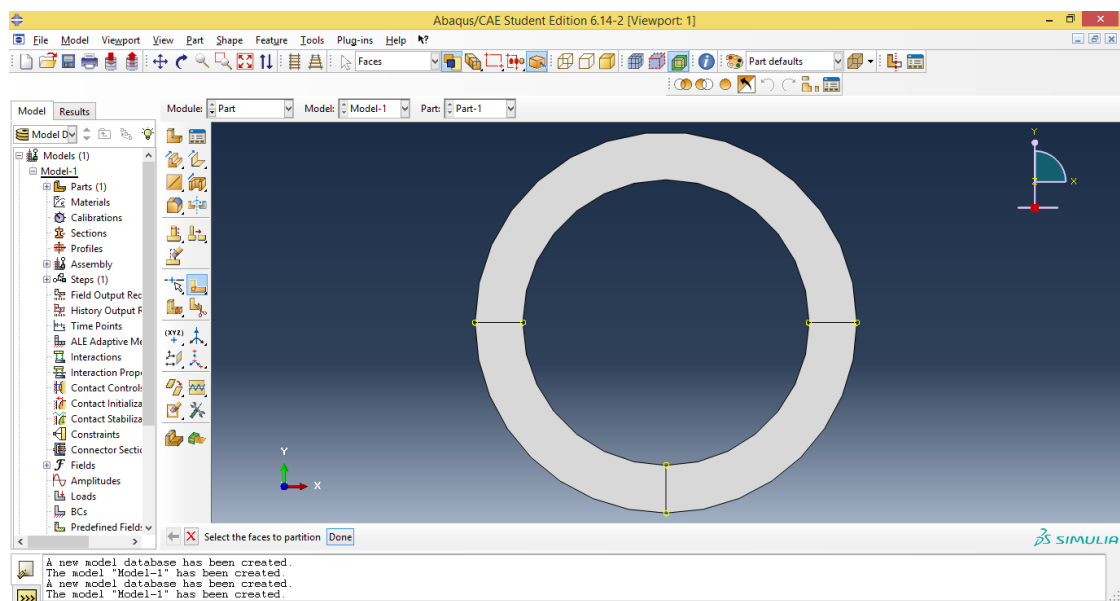 Abaqus/CAE Student Edition 6.14-2 [Viewport: 1]
File Model Viewport View Part Shape Feature Tools Plug-ins Help
Faces
Part defaults
Model Results
Module: Part Model: Model-1 Part: Part-1
Model D
Models (1)
Model-1
Parts (1)
Materials
Calibrations
Sections
Profiles
Assembly
Steps (1)
Field Output Rec
History Output F
Time Points
ALE Adaptive Me
Interactions
Interaction Prope
Contact Controls
Contact Initializa
Contact Stabiliza
Constraints
Connector Sectio
Fields
Amplitudes
Loads
BCs
Predefined Fields
(XYZ)
Y
Z
X
Y
X
Select the faces to partition Done
SIMULIA
A new model database has been created.
The model "Model-1" has been created.
A new model database has been created.
The model "Model-1" has been created.
>>>